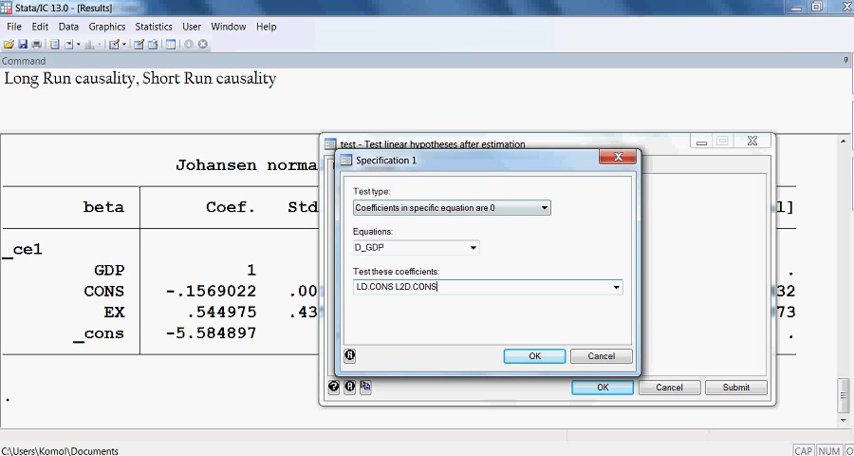 Stata/IC 13.0 - [Results]
File Edit Data Graphics Statistics User Window Help
Command
Long Run causality, Short Run causality
test - Test linear hypotheses after estimation
Specification 1
Test type:
Coefficients in specific equation are 0
Equations:
D_GDP
Test these coefficients:
LD.CONS L2D.CONS
OK Cancel
OK Cancel Submit
Johansen norma
beta Coef. Std l]
_ce1
GDP 1 .
CONS -.1569022 .00 32
EX .544975 .43 73
_cons -5.584897 .
.
C:\Users\Komol\Documents CAP NUM O